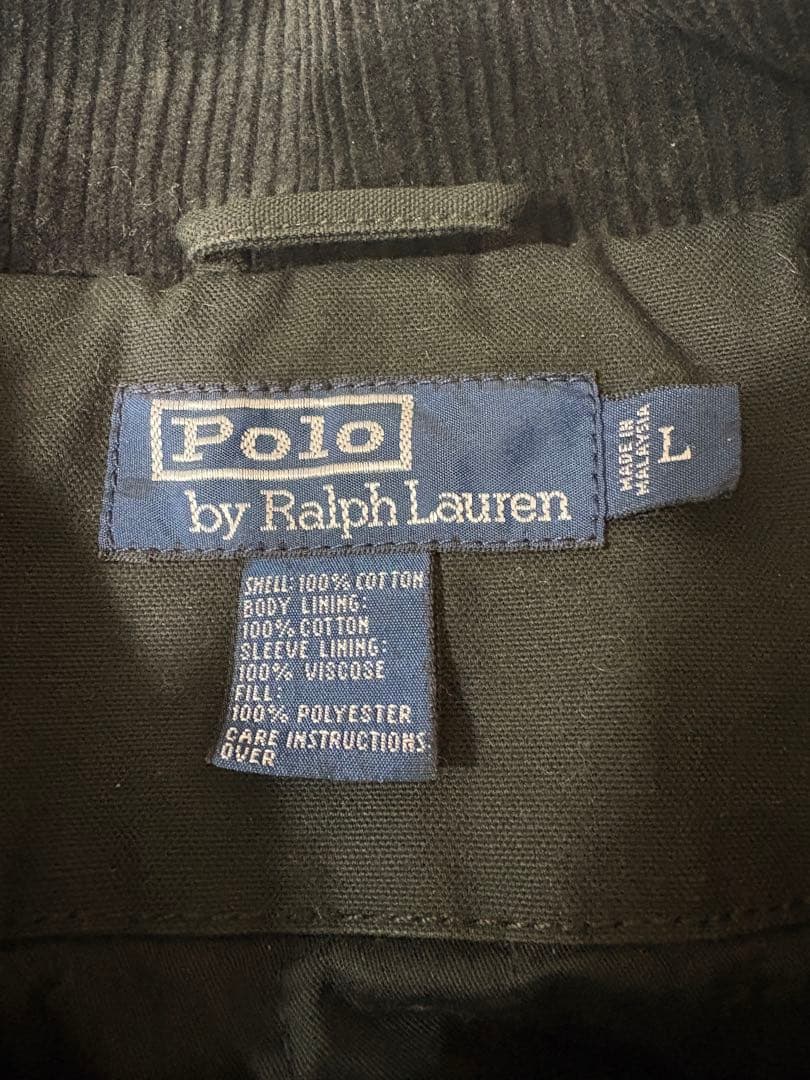 Polo
by Ralph Lauren
MADE IN
MALAYSIA
L
SHELL: 100% COTTON
BODY LINING:
100% COTTON
SLEEVE LINING:
100% VISCOSE
FILL:
100% POLYESTER
CARE INSTRUCTIONS
OVER